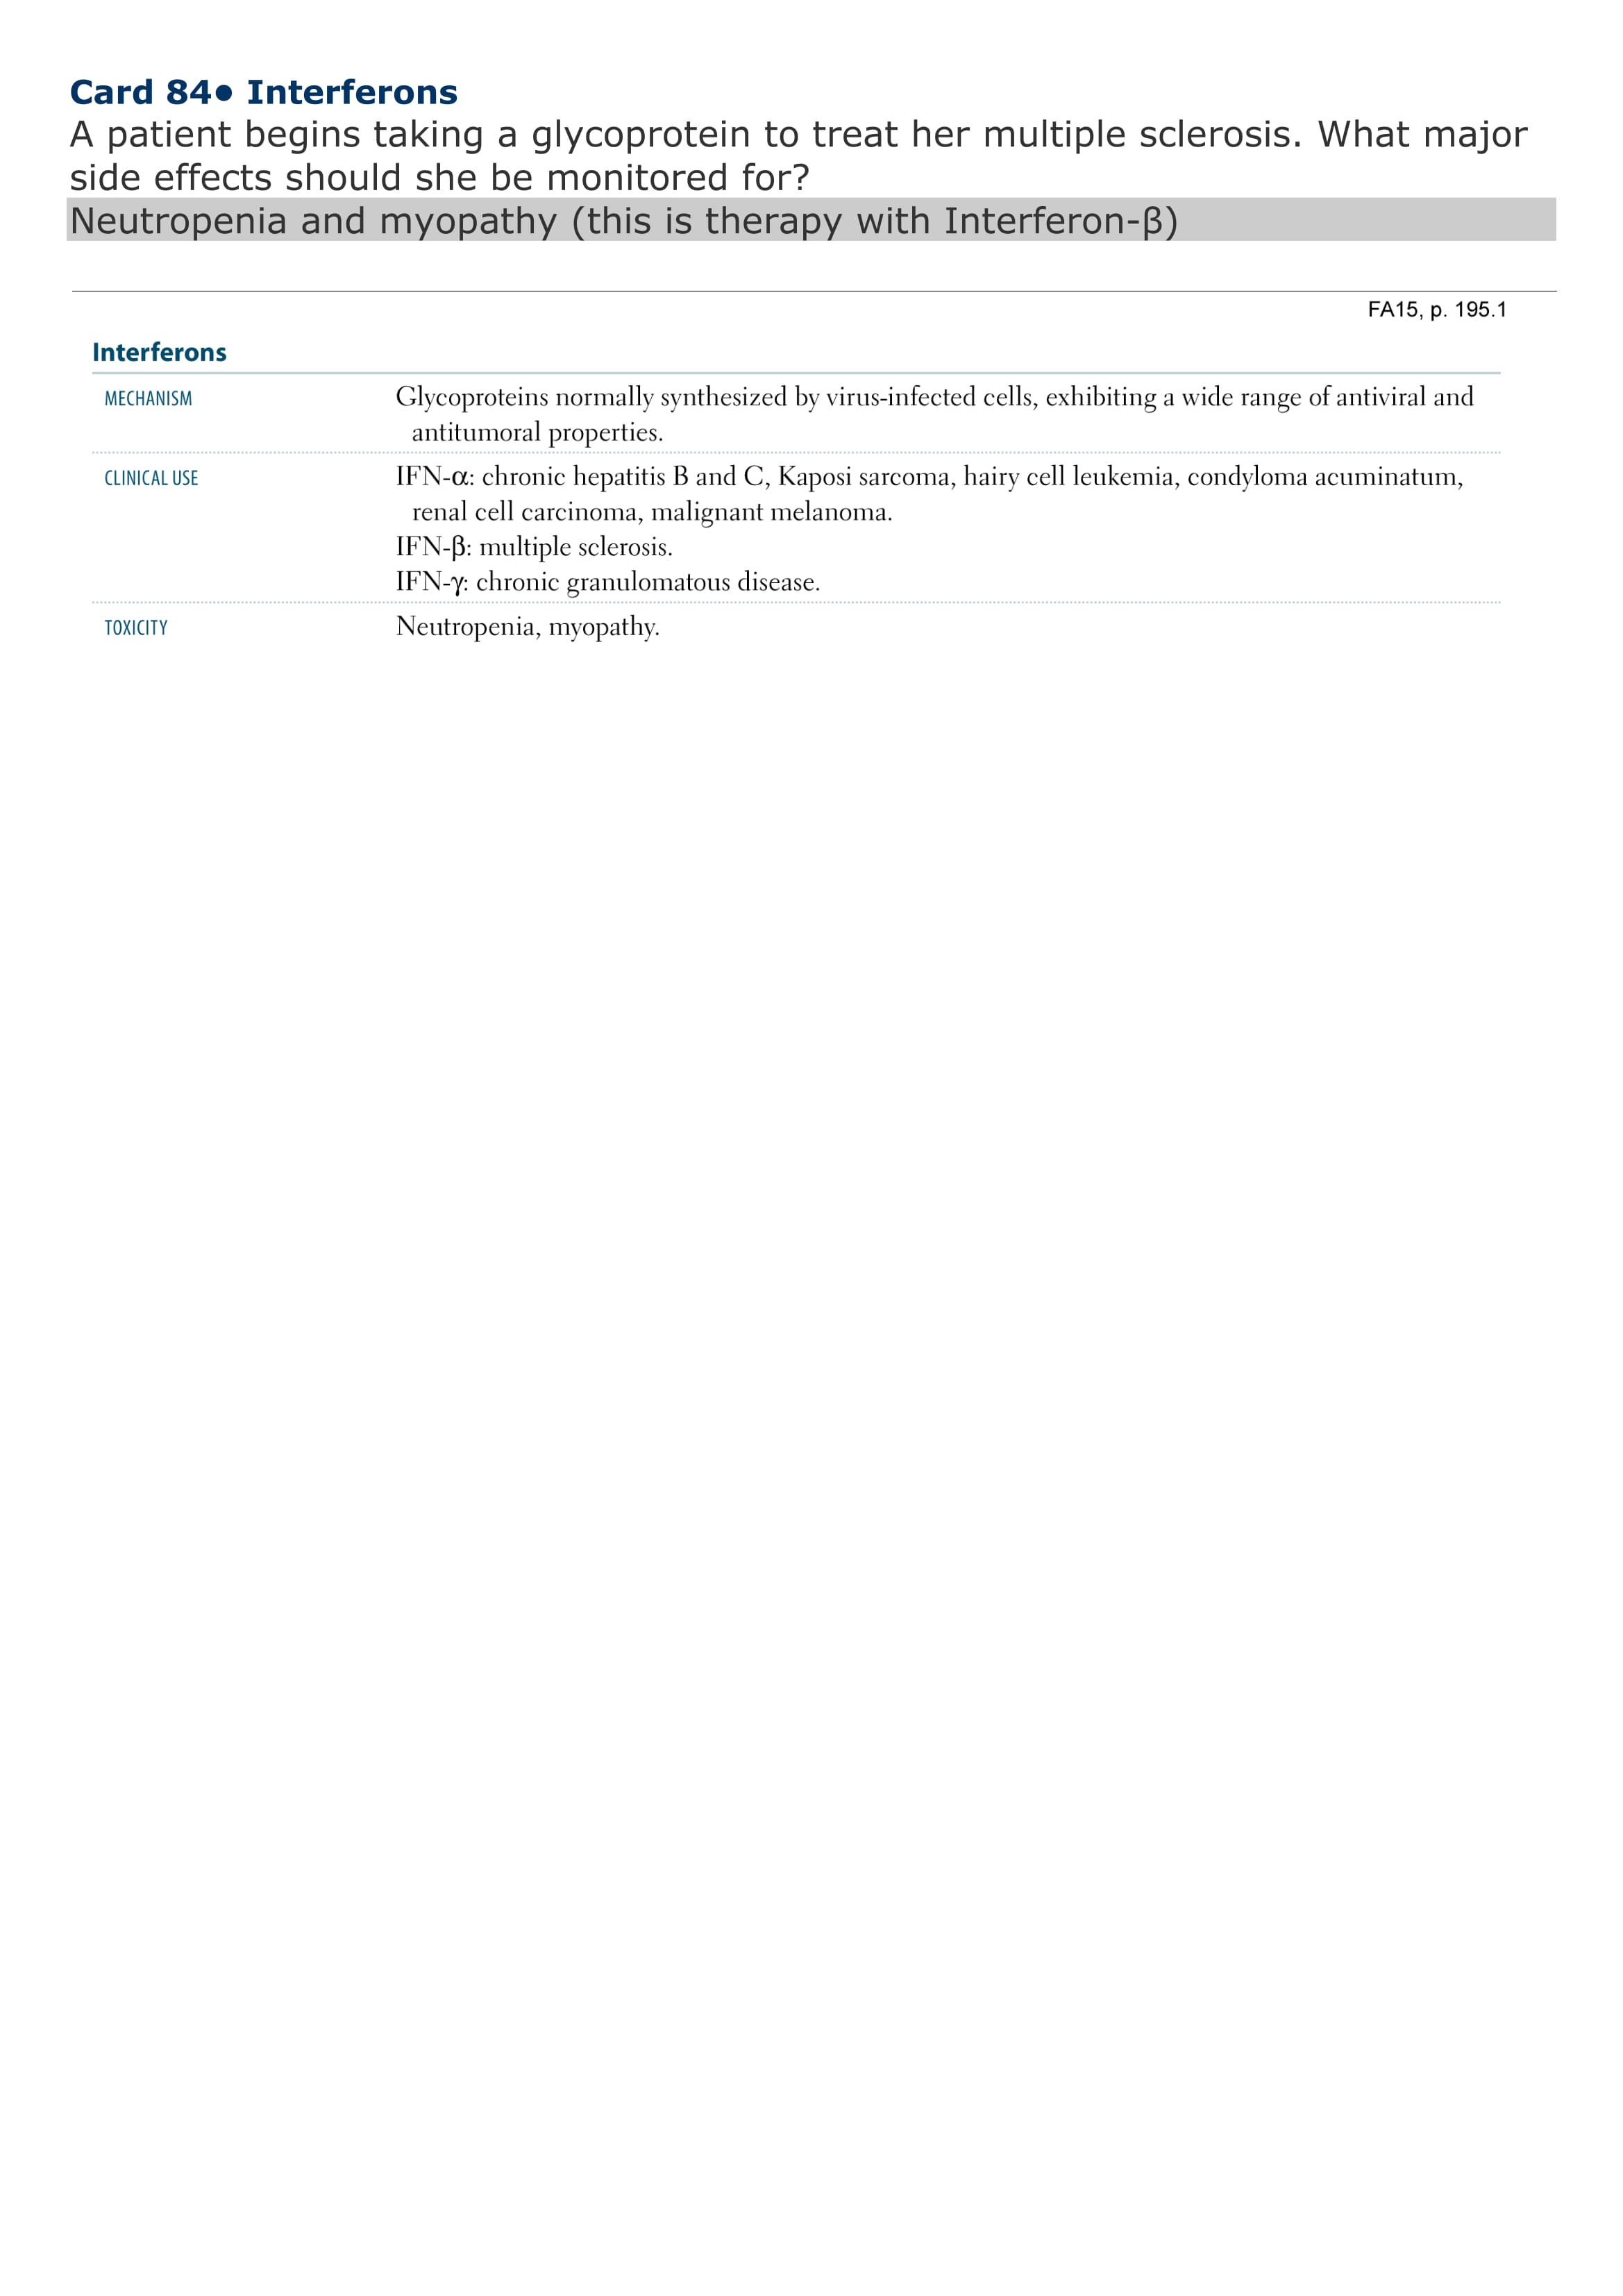 Card 84● Interferons
A patient begins taking a glycoprotein to treat her multiple sclerosis. What major
side effects should she be monitored for?
Neutropenia and myopathy (this is therapy with Interferon-β)
FA15, p. 195.1
Interferons
MECHANISM Glycoproteins normally synthesized by virus-infected cells, exhibiting a wide range of antiviral and
antitumoral properties.
CLINICAL USE IFN-α: chronic hepatitis B and C, Kaposi sarcoma, hairy cell leukemia, condyloma acuminatum,
renal cell carcinoma, malignant melanoma.
IFN-β: multiple sclerosis.
IFN-γ: chronic granulomatous disease.
TOXICITY Neutropenia, myopathy.